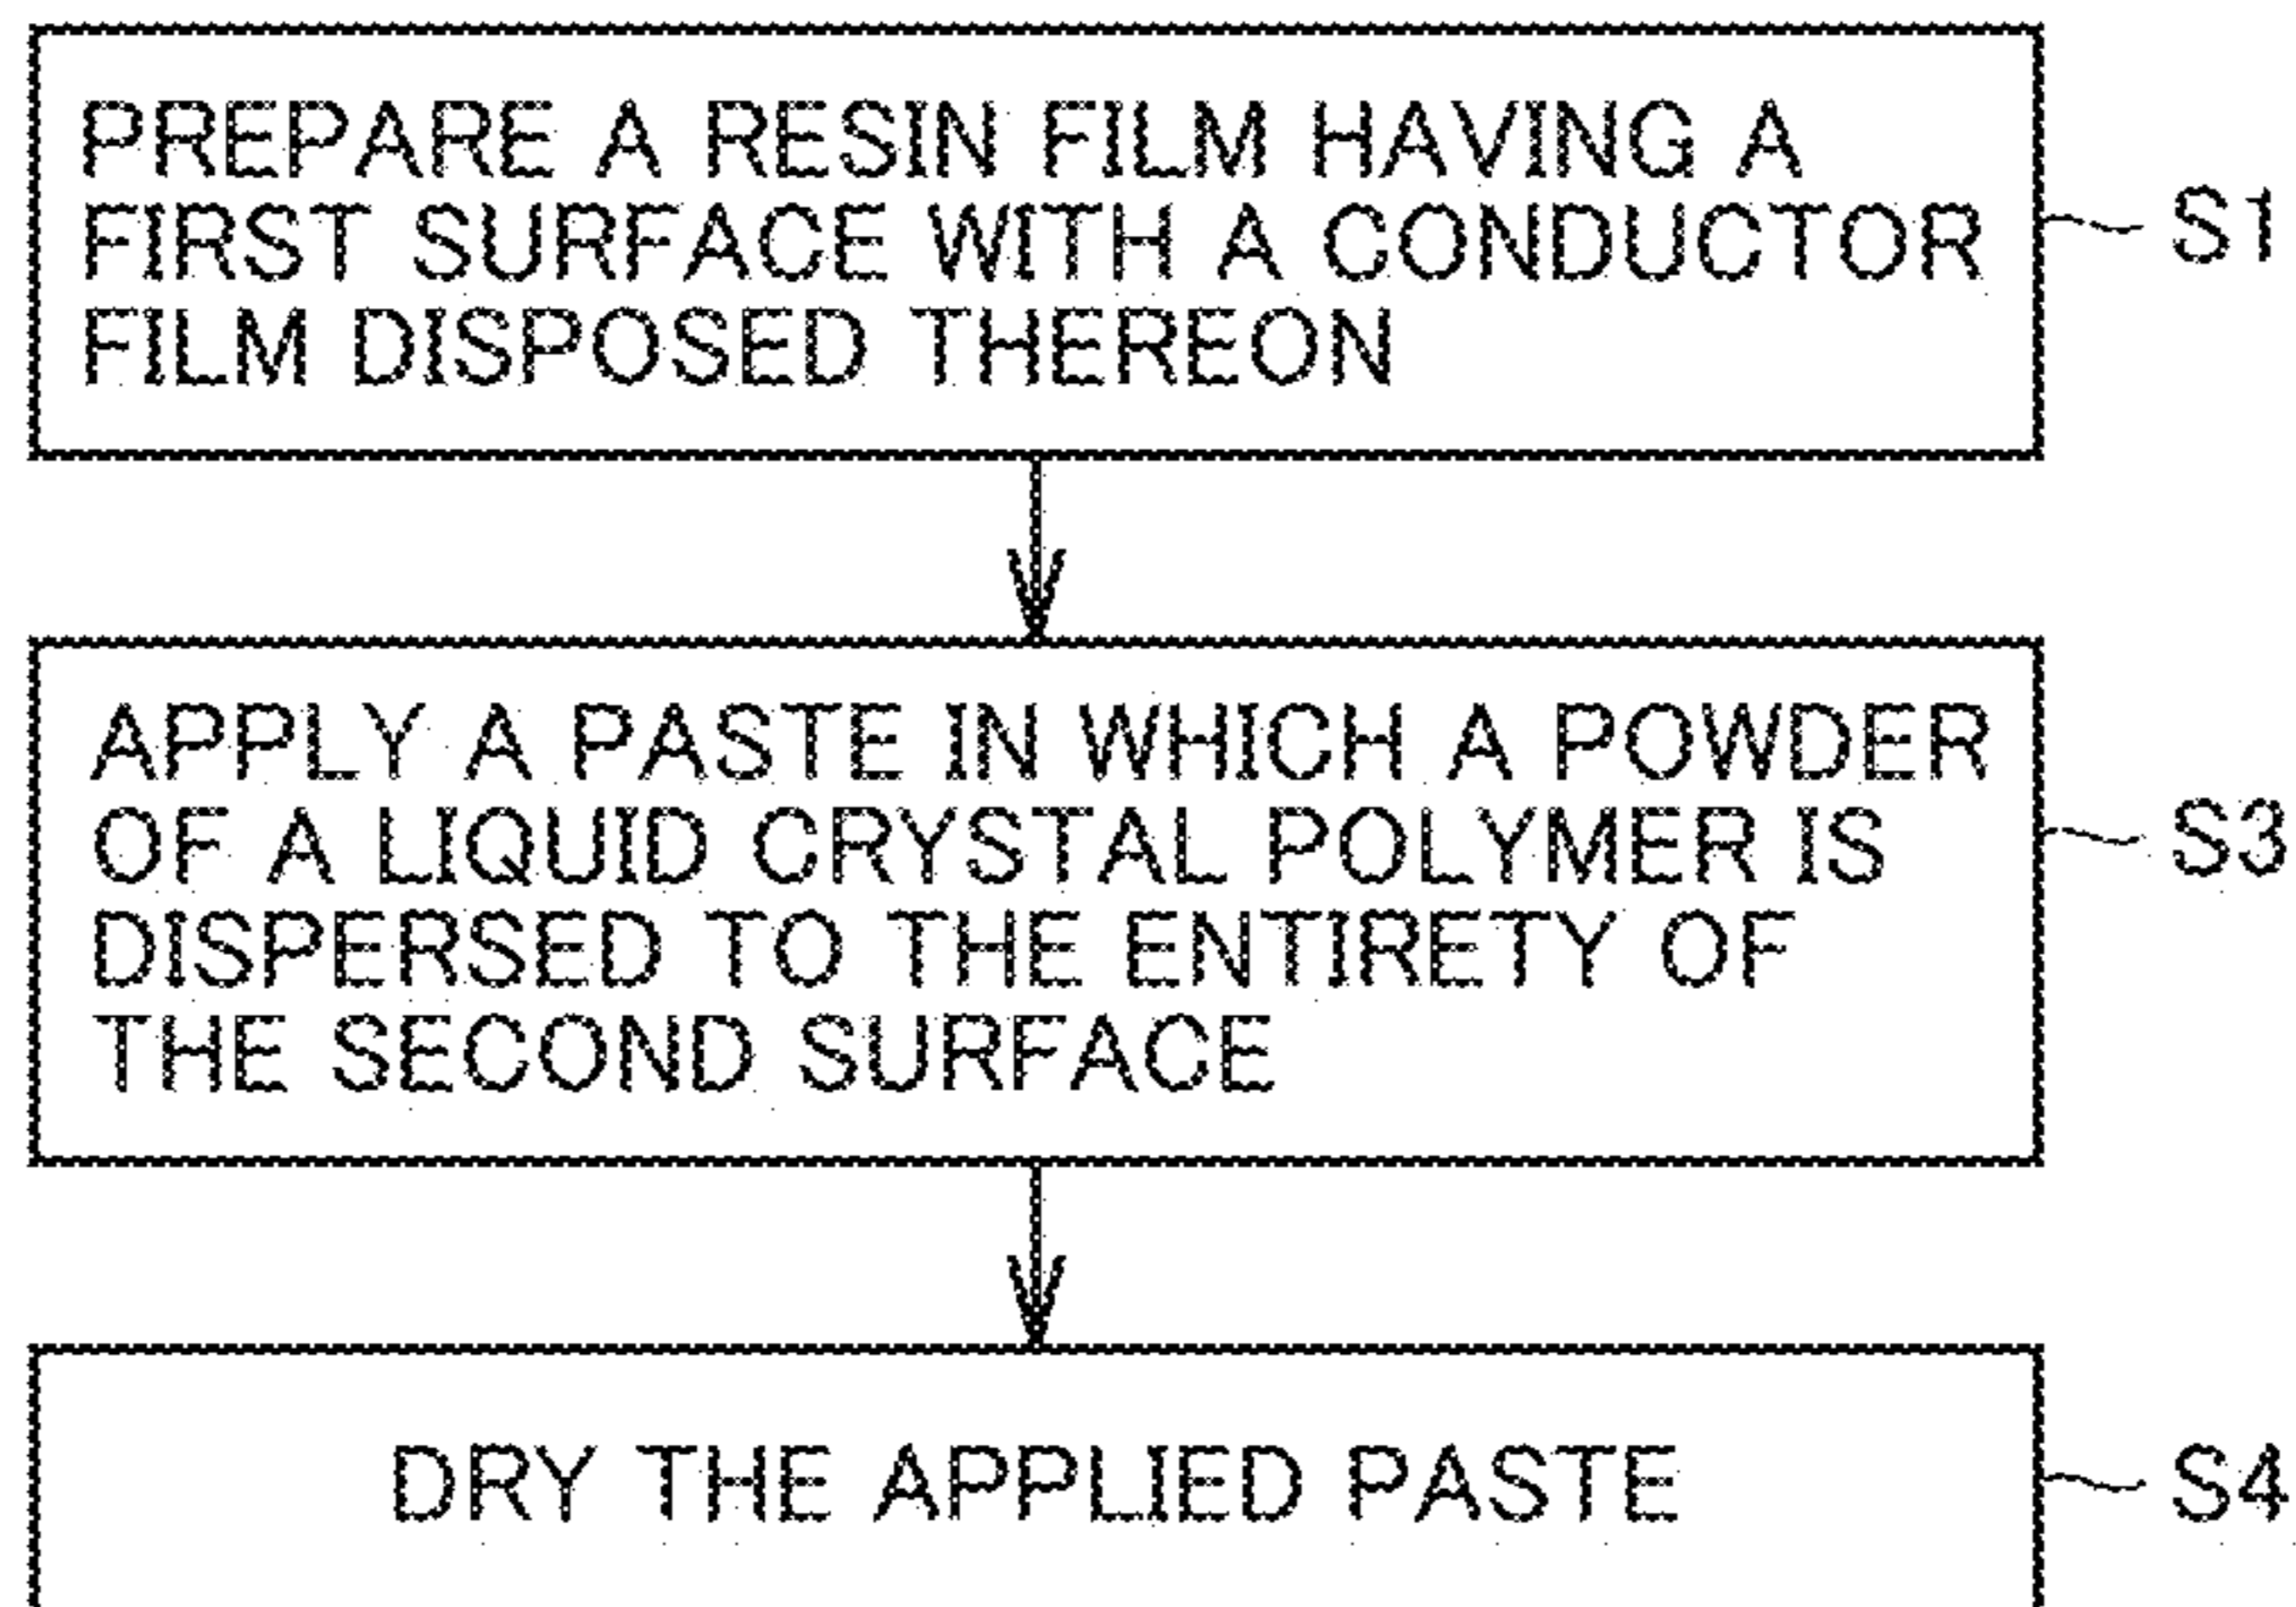 PREPARE A RESIN FILM HAVING A
FIRST SURFACE WITH A CONDUCTOR
FILM DISPOSED THEREON
S1
APPLY A PASTE IN WHICH A POWDER
OF A LIQUID CRYSTAL POLYMER IS
DISPERSED TO THE ENTIRETY OF
THE SECOND SURFACE
S3
DRY THE APPLIED PASTE
S4